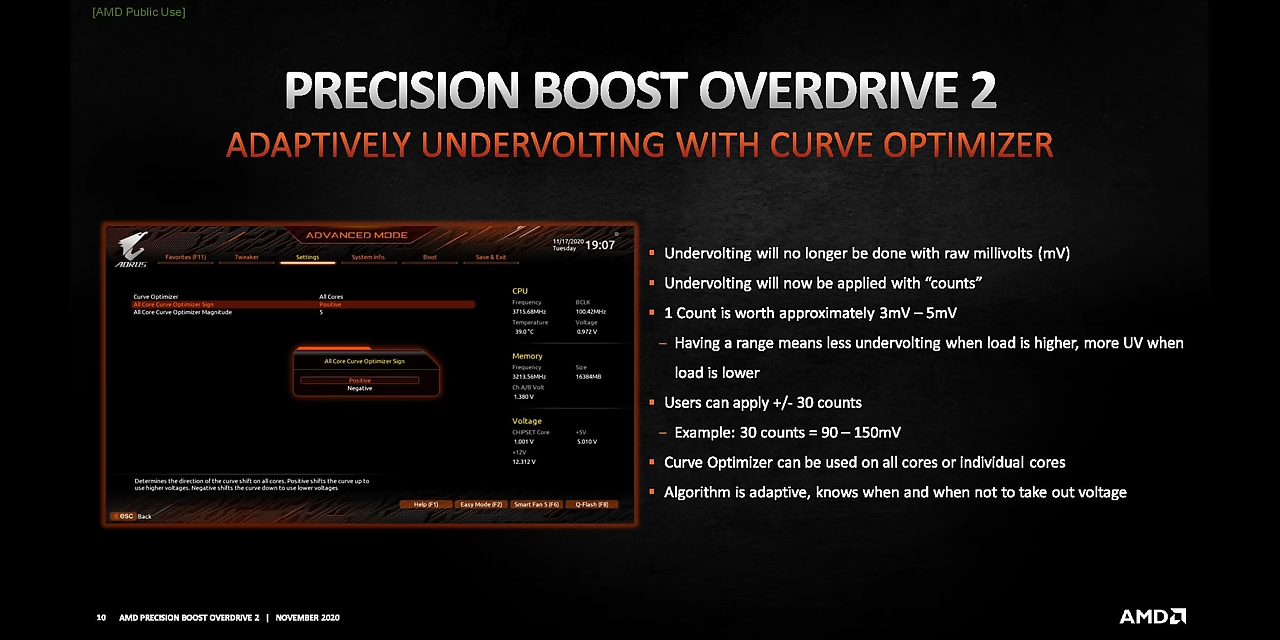 [AMD Public Use]
PRECISION BOOST OVERDRIVE 2
ADAPTIVELY UNDERVOLTING WITH CURVE OPTIMIZER
ADVANCED MODE
11/17/2020
Tuesday
19:07
AORUS
Favorites (F11) Tweaker Settings System Info. Boot Save & Exit
Curve Optimizer All Cores
All Core Curve Optimizer Sign Positive
All Core Curve Optimizer Magnitude 5
All Core Curve Optimizer Sign
Positive
Negative
CPU
Frequency BCLK
3715.68MHz 100.42MHz
Temperature Voltage
39.0 °C 0.972 V
Memory
Frequency Size
3213.56MHz 16384MB
Ch A/B Volt
1.380 V
Voltage
CHIPSET Core +5V
1.001 V 5.010 V
+12V
12.312 V
Determines the direction of the curve shift on all cores. Positive shifts the curve up to
use higher voltages. Negative shifts the curve down to use lower voltages
Help (F1) Easy Mode (F2) Smart Fan 5 (F6) Q-Flash (F8)
esc Back
Undervolting will no longer be done with raw millivolts (mV)
Undervolting will now be applied with “counts”
1 Count is worth approximately 3mV – 5mV
– Having a range means less undervolting when load is higher, more UV when
load is lower
Users can apply +/- 30 counts
– Example: 30 counts = 90 – 150mV
Curve Optimizer can be used on all cores or individual cores
Algorithm is adaptive, knows when and when not to take out voltage
10 AMD PRECISION BOOST OVERDRIVE 2 | NOVEMBER 2020
AMD